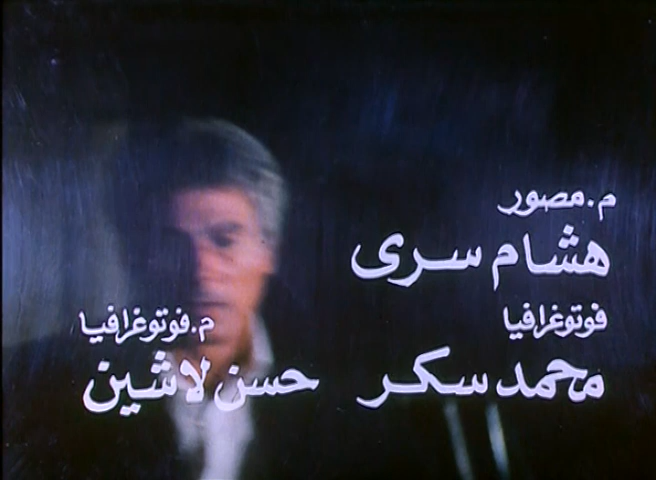 م.مصور
هشام سرى
فوتوغرافيا
محمد سكر
م.فوتوغرافيا
حسن لاشين